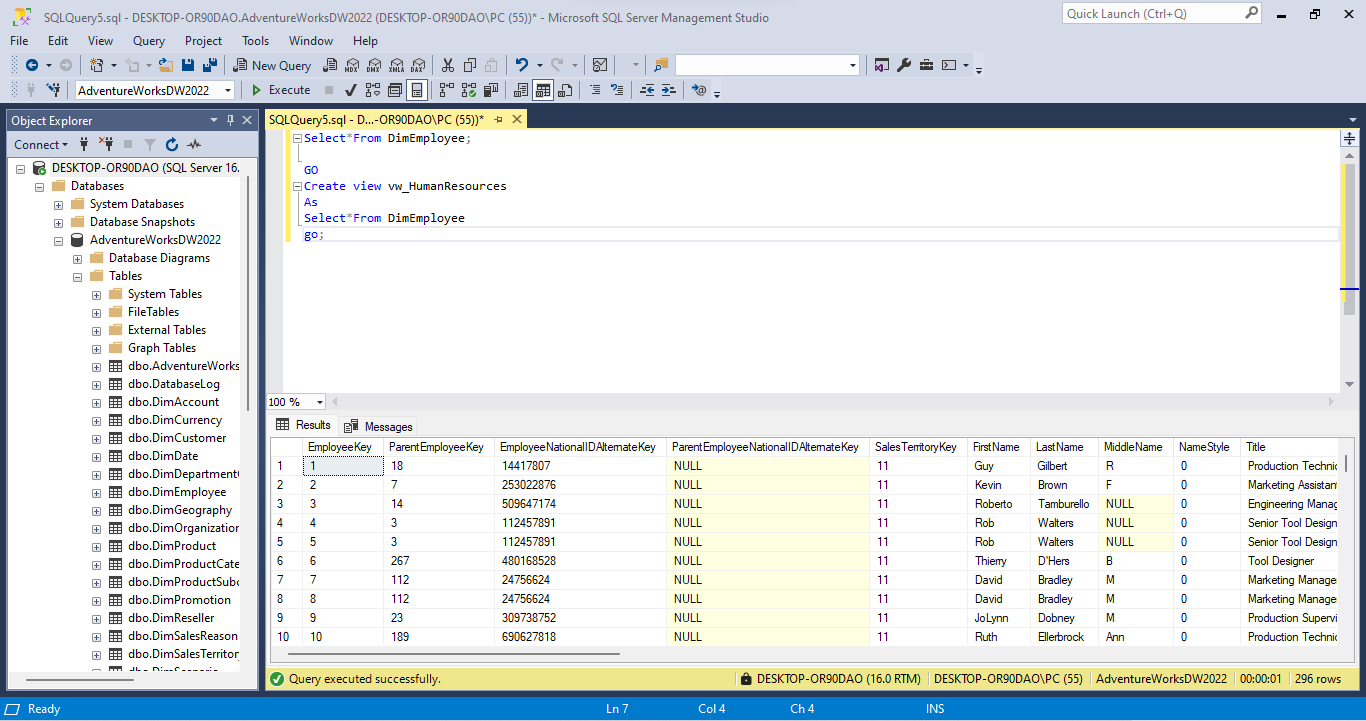 SQLQuery5.sql - DESKTOP-OR90DAO.AdventureWorksDW2022 (DESKTOP-OR90DAO\PC (55))* - Microsoft SQL Server Management Studio
Quick Launch (Ctrl+Q)
File Edit View Query Project Tools Window Help
New Query MDX DMX XMLA DAX
AdventureWorksDW2022 Execute
Object Explorer
Connect
DESKTOP-OR90DAO (SQL Server 16.
Databases
System Databases
Database Snapshots
AdventureWorksDW2022
Database Diagrams
Tables
System Tables
FileTables
External Tables
Graph Tables
dbo.AdventureWorks
dbo.DatabaseLog
dbo.DimAccount
dbo.DimCurrency
dbo.DimCustomer
dbo.DimDate
dbo.DimDepartment
dbo.DimEmployee
dbo.DimGeography
dbo.DimOrganization
dbo.DimProduct
dbo.DimProductCate
dbo.DimProductSubc
dbo.DimPromotion
dbo.DimReseller
dbo.DimSalesReason
dbo.DimSalesTerritor
SQLQuery5.sql - D...-OR90DAO\PC (55))*
Select*From DimEmployee;
GO
Create view vw_HumanResources
As
Select*From DimEmployee
go;
100 %
Results Messages
EmployeeKey ParentEmployeeKey EmployeeNationalIDAlternateKey ParentEmployeeNationalIDAlternateKey SalesTerritoryKey FirstName LastName MiddleName NameStyle Title
1 1 18 14417807 NULL 11 Guy Gilbert R 0 Production Technic
2 2 7 253022876 NULL 11 Kevin Brown F 0 Marketing Assistan
3 3 14 509647174 NULL 11 Roberto Tamburello NULL 0 Engineering Manag
4 4 3 112457891 NULL 11 Rob Walters NULL 0 Senior Tool Design
5 5 3 112457891 NULL 11 Rob Walters NULL 0 Senior Tool Design
6 6 267 480168528 NULL 11 Thierry D'Hers B 0 Tool Designer
7 7 112 24756624 NULL 11 David Bradley M 0 Marketing Manage
8 8 112 24756624 NULL 11 David Bradley M 0 Marketing Manage
9 9 23 309738752 NULL 11 JoLynn Dobney M 0 Production Supervi
10 10 189 690627818 NULL 11 Ruth Ellerbrock Ann 0 Production Technic
Query executed successfully. DESKTOP-OR90DAO (16.0 RTM) DESKTOP-OR90DAO\PC (55) AdventureWorksDW2022 00:00:01 296 rows
Ready Ln 7 Col 4 Ch 4 INS